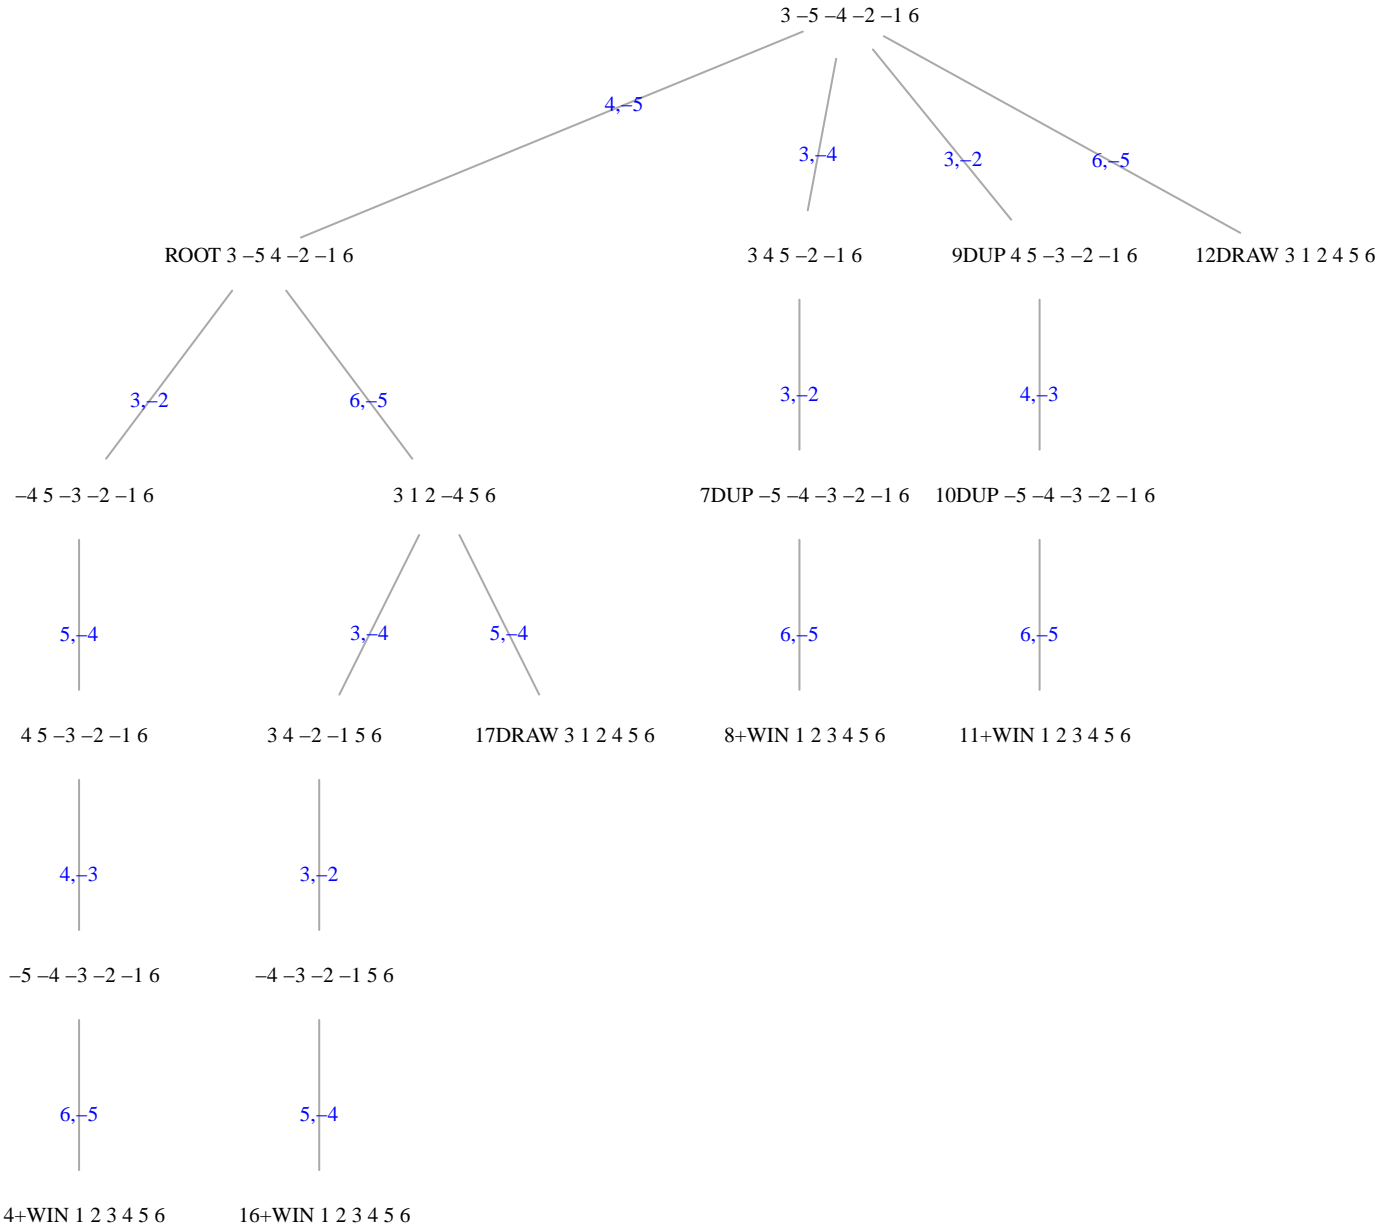 3 –5 –4 –2 –1 6
4,–5
3,–4
3,–2
6,–5
ROOT 3 –5 4 –2 –1 6
3 4 5 –2 –1 6
9DUP 4 5 –3 –2 –1 6
12DRAW 3 1 2 4 5 6
3,–2
6,–5
3,–2
4,–3
–4 5 –3 –2 –1 6
3 1 2 –4 5 6
7DUP –5 –4 –3 –2 –1 6
10DUP –5 –4 –3 –2 –1 6
5,–4
3,–4
5,–4
6,–5
6,–5
4 5 –3 –2 –1 6
3 4 –2 –1 5 6
17DRAW 3 1 2 4 5 6
8+WIN 1 2 3 4 5 6
11+WIN 1 2 3 4 5 6
4,–3
3,–2
–5 –4 –3 –2 –1 6
–4 –3 –2 –1 5 6
6,–5
5,–4
4+WIN 1 2 3 4 5 6
16+WIN 1 2 3 4 5 6